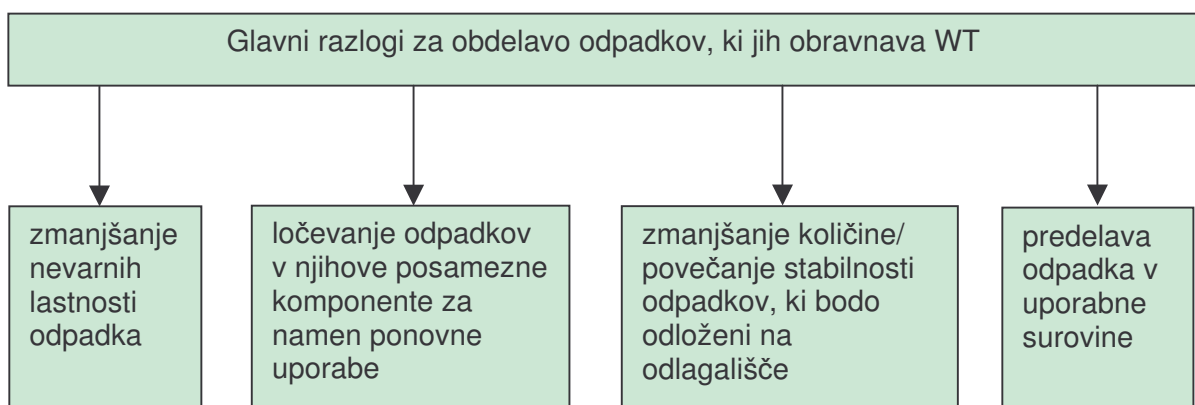 Glavni razlogi za obdelavo odpadkov, ki jih obravnava WT
zmanjšanje
nevarnih
lastnosti
odpadka
ločevanje odpadkov
v njihove posamezne
komponente za
namen ponovne
uporabe
zmanjšanje količine/
povečanje stabilnosti
odpadkov, ki bodo
odloženi na
odlagališče
predelava
odpadka v
uporabne
surovine